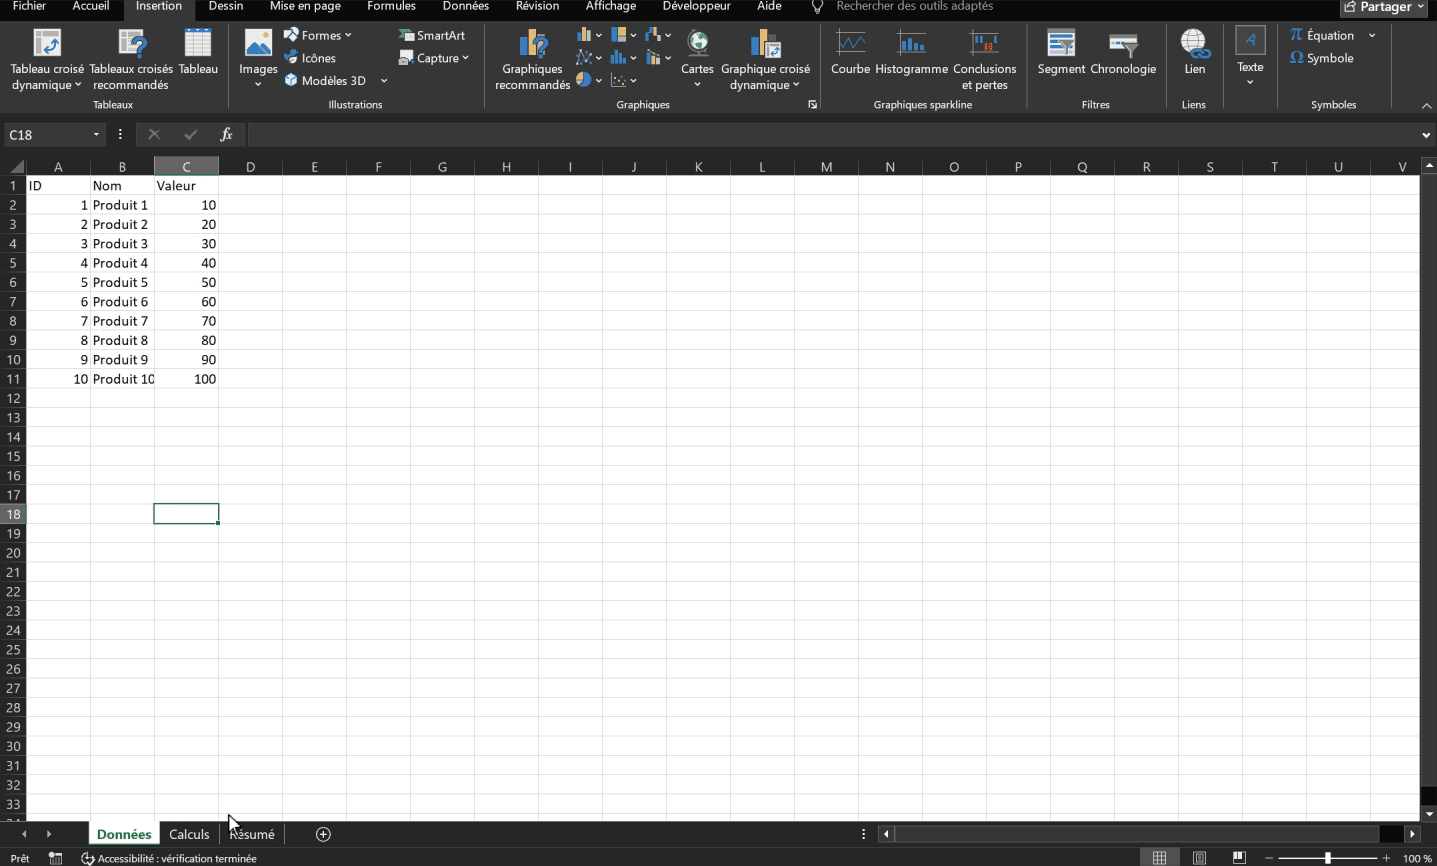 Fichier Accueil Insertion Dessin Mise en page Formules Données Révision Affichage Développeur Aide Rechercher des outils adaptés Partager
Tableau croisé dynamique
Tableaux croisés recommandés
Tableau
Tableaux
Images
Formes
Icônes
Modèles 3D
SmartArt
Capture
Illustrations
Graphiques recommandés
Cartes
Graphique croisé dynamique
Graphiques
Courbe
Histogramme
Conclusions et pertes
Graphiques sparkline
Segment
Chronologie
Filtres
Lien
Liens
A
Texte
π Équation
Ω Symbole
Symboles
C18 fx
A B C D E F G H I J K L M N O P Q R S T U V
1 ID Nom Valeur
2 1 Produit 1 10
3 2 Produit 2 20
4 3 Produit 3 30
5 4 Produit 4 40
6 5 Produit 5 50
7 6 Produit 6 60
8 7 Produit 7 70
9 8 Produit 8 80
10 9 Produit 9 90
11 10 Produit 10 100
12
13
14
15
16
17
18
19
20
21
22
23
24
25
26
27
28
29
30
31
32
33
Données Calculs Résumé
Prêt Accessibilité : vérification terminée 100 %